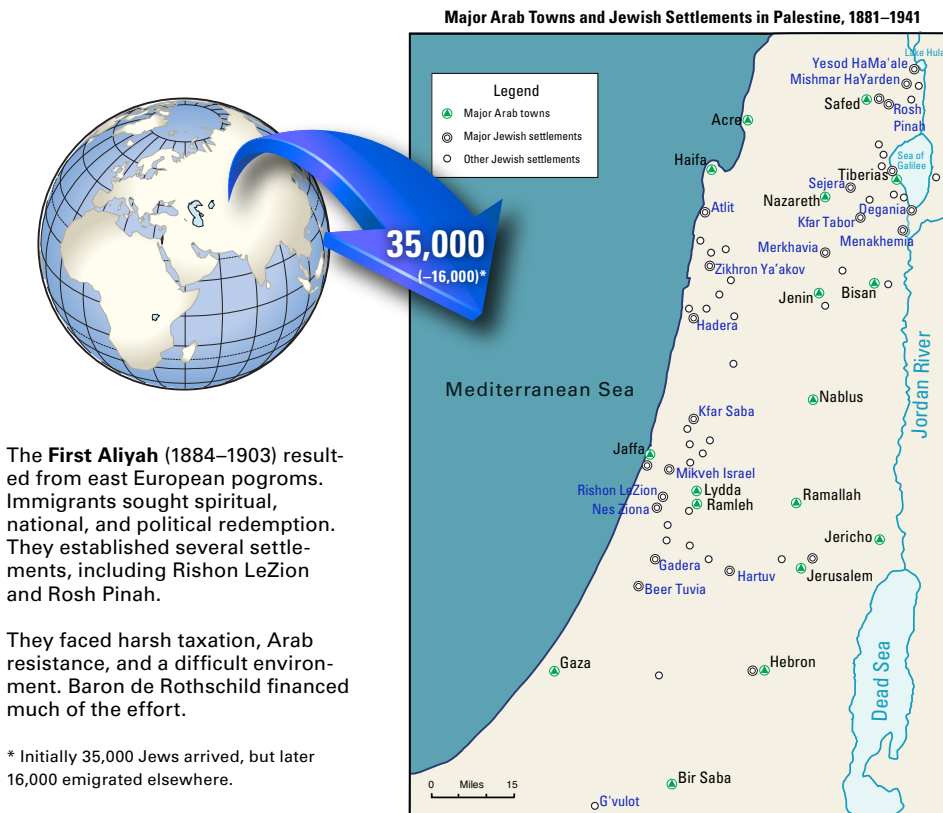 Major Arab Towns and Jewish Settlements in Palestine, 1881–1941
Legend
Major Arab towns
Major Jewish settlements
Other Jewish settlements
Lake Hula
Yesod HaMa'ale
Mishmar HaYarden
Safed
Rosh
Pinah
Acre
Haifa
Sea of
Galilee
Tiberias
Sejera
Nazareth
Degania
Atlit
Kfar Tabor
Menakhemia
Merkhavia
35,000
(–16,000)*
Zikhron Ya'akov
Jenin
Bisan
Hadera
Mediterranean Sea
Jordan River
Nablus
Kfar Saba
Jaffa
Mikveh Israel
Rishon LeZion
Lydda
Ramallah
Nes Ziona
Ramleh
Jericho
Gadera
Hartuv
Jerusalem
Beer Tuvia
Gaza
Hebron
Dead Sea
Bir Saba
0 Miles 15
G'vulot
The First Aliyah (1884–1903) result-
ed from east European pogroms.
Immigrants sought spiritual,
national, and political redemption.
They established several settle-
ments, including Rishon LeZion
and Rosh Pinah.
They faced harsh taxation, Arab
resistance, and a difficult environ-
ment. Baron de Rothschild financed
much of the effort.
* Initially 35,000 Jews arrived, but later
16,000 emigrated elsewhere.